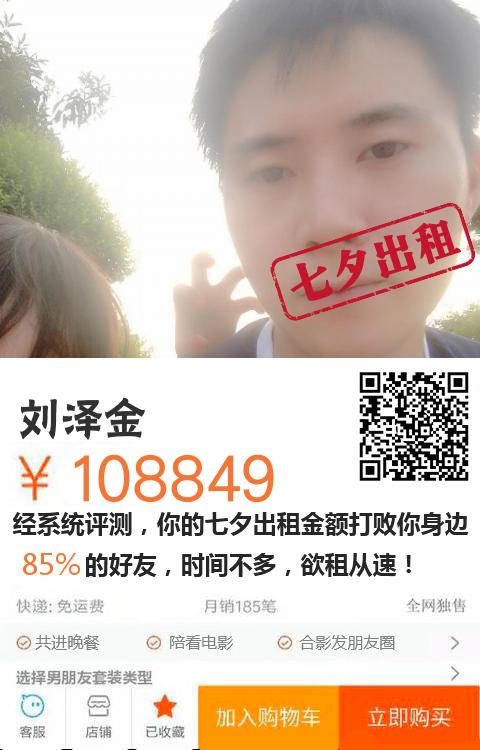 七夕出租
刘泽金
¥ 108849
经系统评测，你的七夕出租金额打败你身边
85%的好友，时间不多，欲租从速！
快递: 免运费 月销185笔 全网独售
共进晚餐 陪看电影 合影发朋友圈
选择男朋友套装类型
客服 店铺 已收藏 加入购物车 立即购买